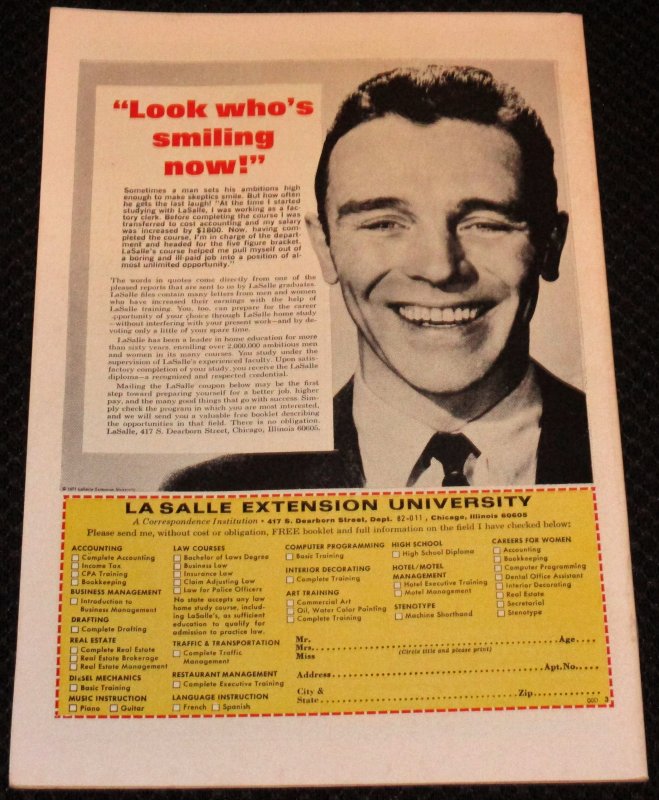 “Look who’s
smiling
now!”
Sometimes a man sets his ambitions high
enough to make skeptics smile. But how often
he gets the last laugh! "At the time I started
studying with LaSalle, I was working as a fac-
tory clerk. Before completing the course I was
transferred to cost accounting and my salary
was increased by $1800. Now, having com-
pleted the course, I'm in charge of the depart-
ment and headed for the five figure bracket.
LaSalle's course helped me pull myself out of
a boring and ill-paid job into a position of al-
most unlimited opportunity."
The words in quotes come directly from one of the
pleased reports that are sent to us by LaSalle graduates.
LaSalle files contain many letters from men and women
who have increased their earnings with the help of
LaSalle training. You, too, can prepare for the career
opportunity of your choice through LaSalle home study
—without interfering with your present work—and by de-
voting only a little of your spare time.
LaSalle has been a leader in home education for more
than sixty years, enrolling over 2,000,000 ambitious men
and women in its many courses. You study under the
supervision of LaSalle's experienced faculty. Upon satis-
factory completion of your study, you receive the LaSalle
diploma—a recognized and respected credential.
Mailing the LaSalle coupon below may be the first
step toward preparing yourself for a better job, higher
pay, and the many good things that go with success. Sim-
ply check the program in which you are most interested,
and we will send you a valuable free booklet describing
the opportunities in that field. There is no obligation.
LaSalle, 417 S. Dearborn Street, Chicago, Illinois 60605.
© 1971 LaSalle Extension University
LA SALLE EXTENSION UNIVERSITY
A Correspondence Institution • 417 S. Dearborn Street, Dept. 82-011, Chicago, Illinois 60605
Please send me, without cost or obligation, FREE booklet and full information on the field I have checked below:
ACCOUNTING
Complete Accounting
Income Tax
CPA Training
Bookkeeping
BUSINESS MANAGEMENT
Introduction to
Business Management
DRAFTING
Complete Drafting
REAL ESTATE
Complete Real Estate
Real Estate Brokerage
Real Estate Management
DIESEL MECHANICS
Basic Training
MUSIC INSTRUCTION
Piano Guitar
LAW COURSES
Bachelor of Laws Degree
Business Law
Insurance Law
Claim Adjusting Law
Law for Police Officers
No state accepts any law
home study course, includ-
ing LaSalle's, as sufficient
education to qualify for
admission to practice law.
TRAFFIC & TRANSPORTATION
Complete Traffic
Management
RESTAURANT MANAGEMENT
Complete Executive Training
LANGUAGE INSTRUCTION
French Spanish
COMPUTER PROGRAMMING
Basic Training
INTERIOR DECORATING
Complete Training
ART TRAINING
Commercial Art
Oil, Water Color Painting
Complete Training
HIGH SCHOOL
High School Diploma
HOTEL/MOTEL
MANAGEMENT
Hotel Executive Training
Motel Management
STENOTYPE
Machine Shorthand
CAREERS FOR WOMEN
Accounting
Bookkeeping
Computer Programming
Dental Office Assistant
Interior Decorating
Real Estate
Secretarial
Stenotype
Mr.
Mrs. Age
Miss (Circle title and please print)
Address Apt. No.
City &
State Zip